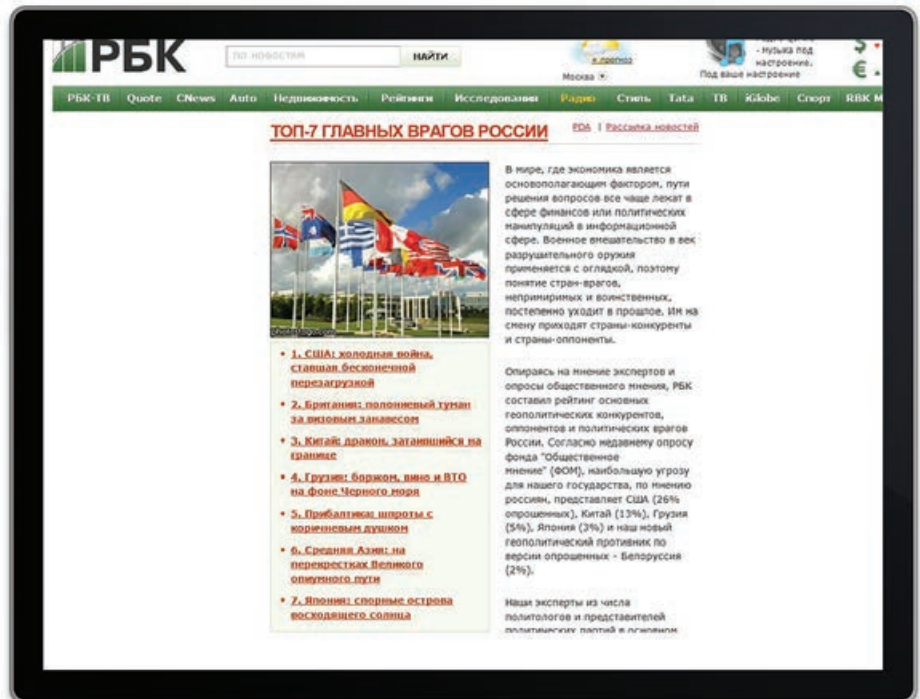 РБК
по новостям
НАЙТИ
к прогноз
Москва
- музыка под
настроение.
Под ваше настроение
$
€
РБК-ТВ Quote CNews Auto Недвижимость Рейтинги Исследования Радио Стиль Tata ТВ iGlobe Спорт RBK M
ТОП-7 ГЛАВНЫХ ВРАГОВ РОССИИ
PDA | Рассылка новостей
• 1. США: холодная война,
ставшая бесконечной
перезагрузкой
• 2. Британия: полониевый туман
за визовым занавесом
• 3. Китай: дракон, затаившийся на
границе
• 4. Грузия: боржом, вино и ВТО
на фоне Черного моря
• 5. Прибалтика: шпроты с
коричневым душком
• 6. Средняя Азия: на
перекрестках Великого
опиумного пути
• 7. Япония: спорные острова
восходящего солнца
В мире, где экономика является
основополагающим фактором, пути
решения вопросов все чаще лежат в
сфере финансов или политических
манипуляций в информационной
сфере. Военное вмешательство в век
разрушительного оружия
применяется с оглядкой, поэтому
понятие стран-врагов,
непримиримых и воинственных,
постепенно уходит в прошлое. Им на
смену приходят страны-конкуренты
и страны-оппоненты.
Опираясь на мнение экспертов и
опросы общественного мнения, РБК
составил рейтинг основных
геополитических конкурентов,
оппонентов и политических врагов
России. Согласно недавнему опросу
фонда "Общественное
мнение" (ФОМ), наибольшую угрозу
для нашего государства, по мнению
россиян, представляет США (26%
опрошенных), Китай (13%), Грузия
(5%), Япония (3%) и наш новый
геополитический противник по
версии опрошенных - Белоруссия
(2%).
Наши эксперты из числа
политологов и представителей
политических партий в основном